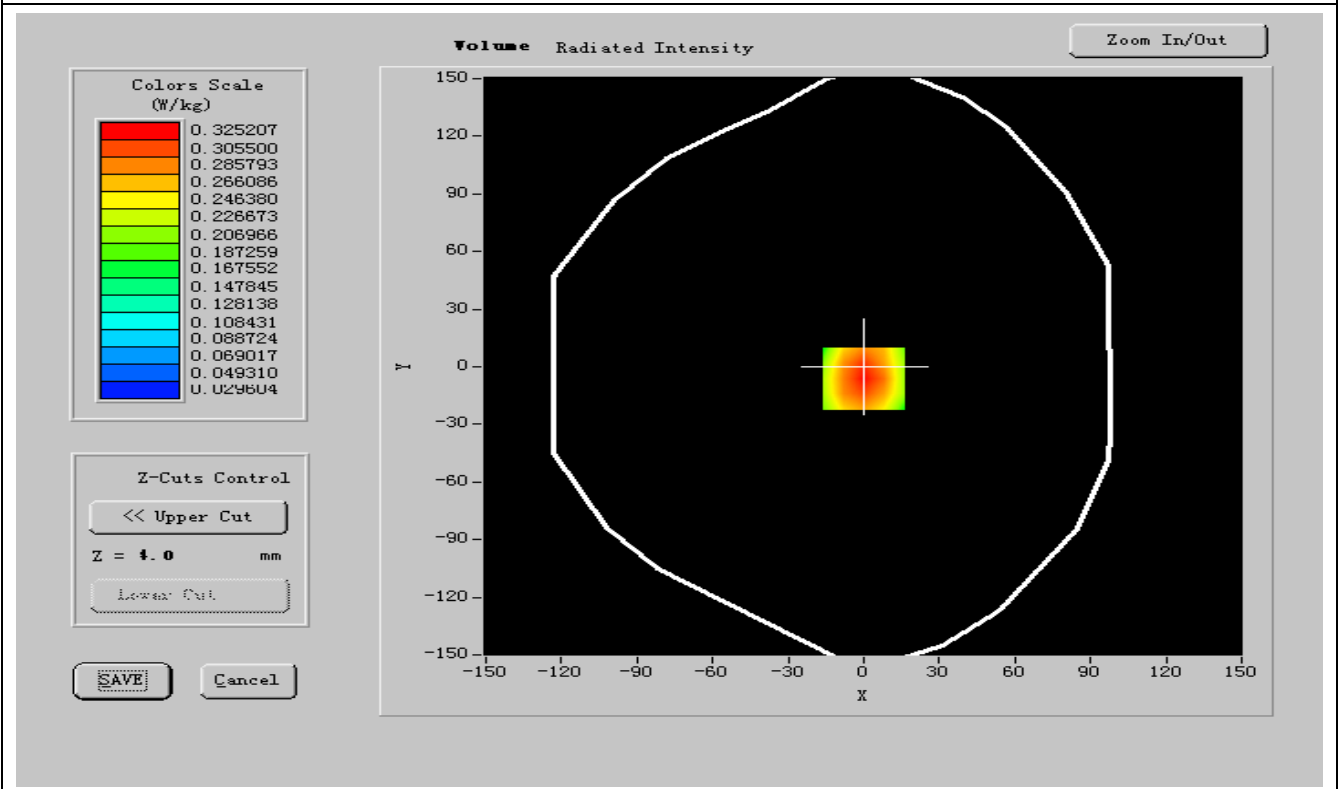 Volume Radiated Intensity
Zoom In/Out
Colors Scale
(W/kg)
0.325207
0.305500
0.285793
0.266086
0.246380
0.226673
0.206966
0.187259
0.167552
0.147845
0.128138
0.108431
0.088724
0.069017
0.049310
0.029604
Z-Cuts Control
<< Upper Cut
Z = 4.0 mm
Lower Cut
SAVE
Cancel
150
120
90
60
30
0
-30
-60
-90
-120
-150
Y
-150 -120 -90 -60 -30 0 30 60 90 120 150
X